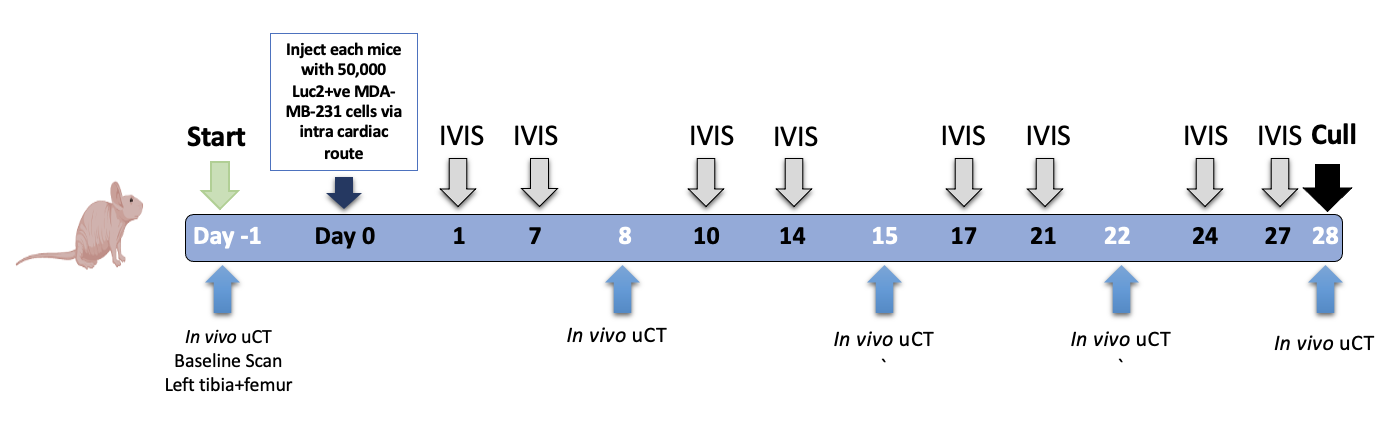 Inject each mice
with 50,000
Luc2+ve MDA-
MB-231 cells via
intra cardiac
route
Start
IVIS IVIS IVIS IVIS IVIS IVIS IVIS IVIS Cull
Day -1 Day 0 1 7 8 10 14 15 17 21 22 24 27 28
In vivo uCT
Baseline Scan
Left tibia+femur
In vivo uCT
In vivo uCT
`
In vivo uCT
`
In vivo uCT